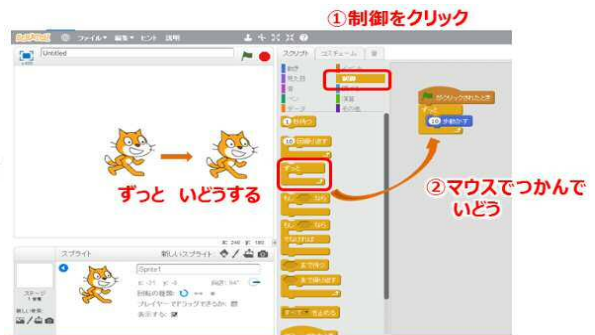 ①制御をクリック
SCRATCH ファイル▼ 編集▼ ヒント 説明
Untitled
スクリプト コスチューム 音
動き イベント
見た目 制御
音
ペン 演算
データ その他
がクリックされたとき
ずっと
10 歩動かす
1 秒待つ
10 回繰り返す
ずっと
ずっと いどうする
②マウスでつかんで
いどう
もし なら
もし なら
でなければ
まで待つ
まで繰り返す
すべて を止める
x: 240 y: 180
スプライト 新しいスプライト
Sprite1
ステージ
回転の種類:
プレイヤーでドラッグできるか:
表示する: